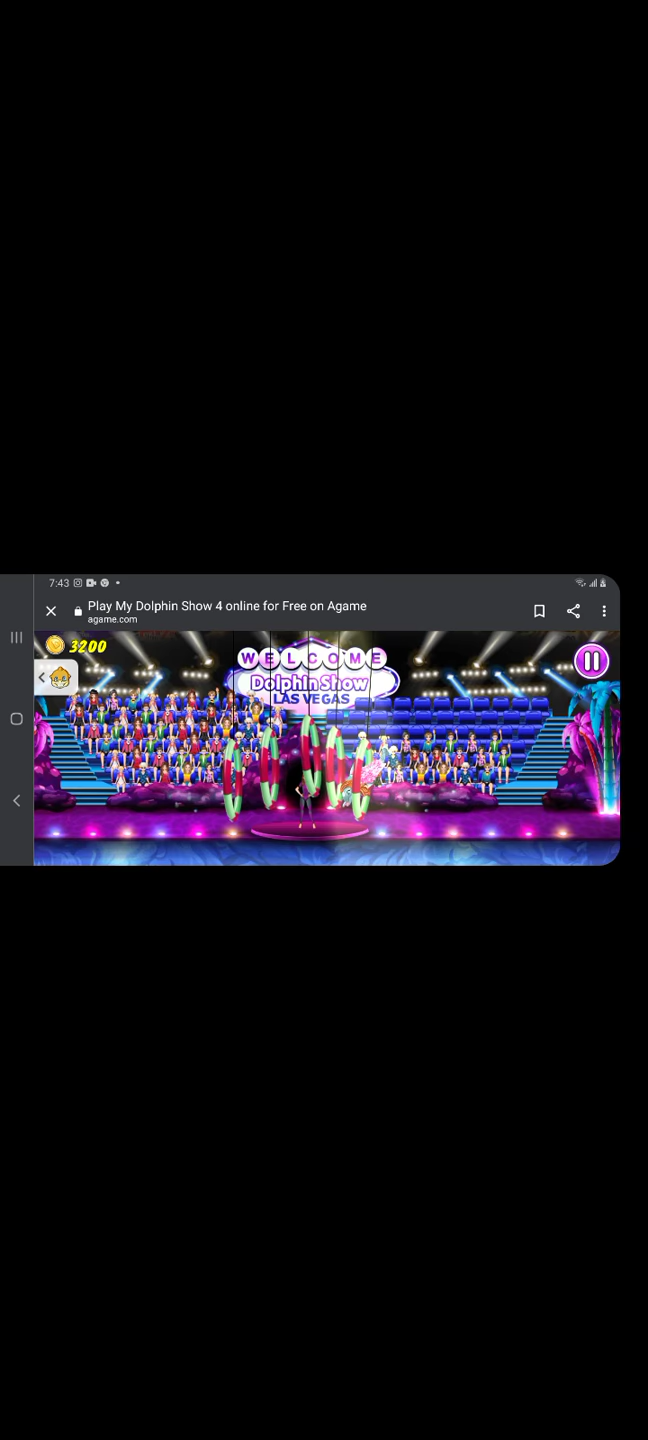 7:43
Play My Dolphin Show 4 online for Free on Agame
agame.com
3200
WELCOME
Dolphin Show
LAS VEGAS